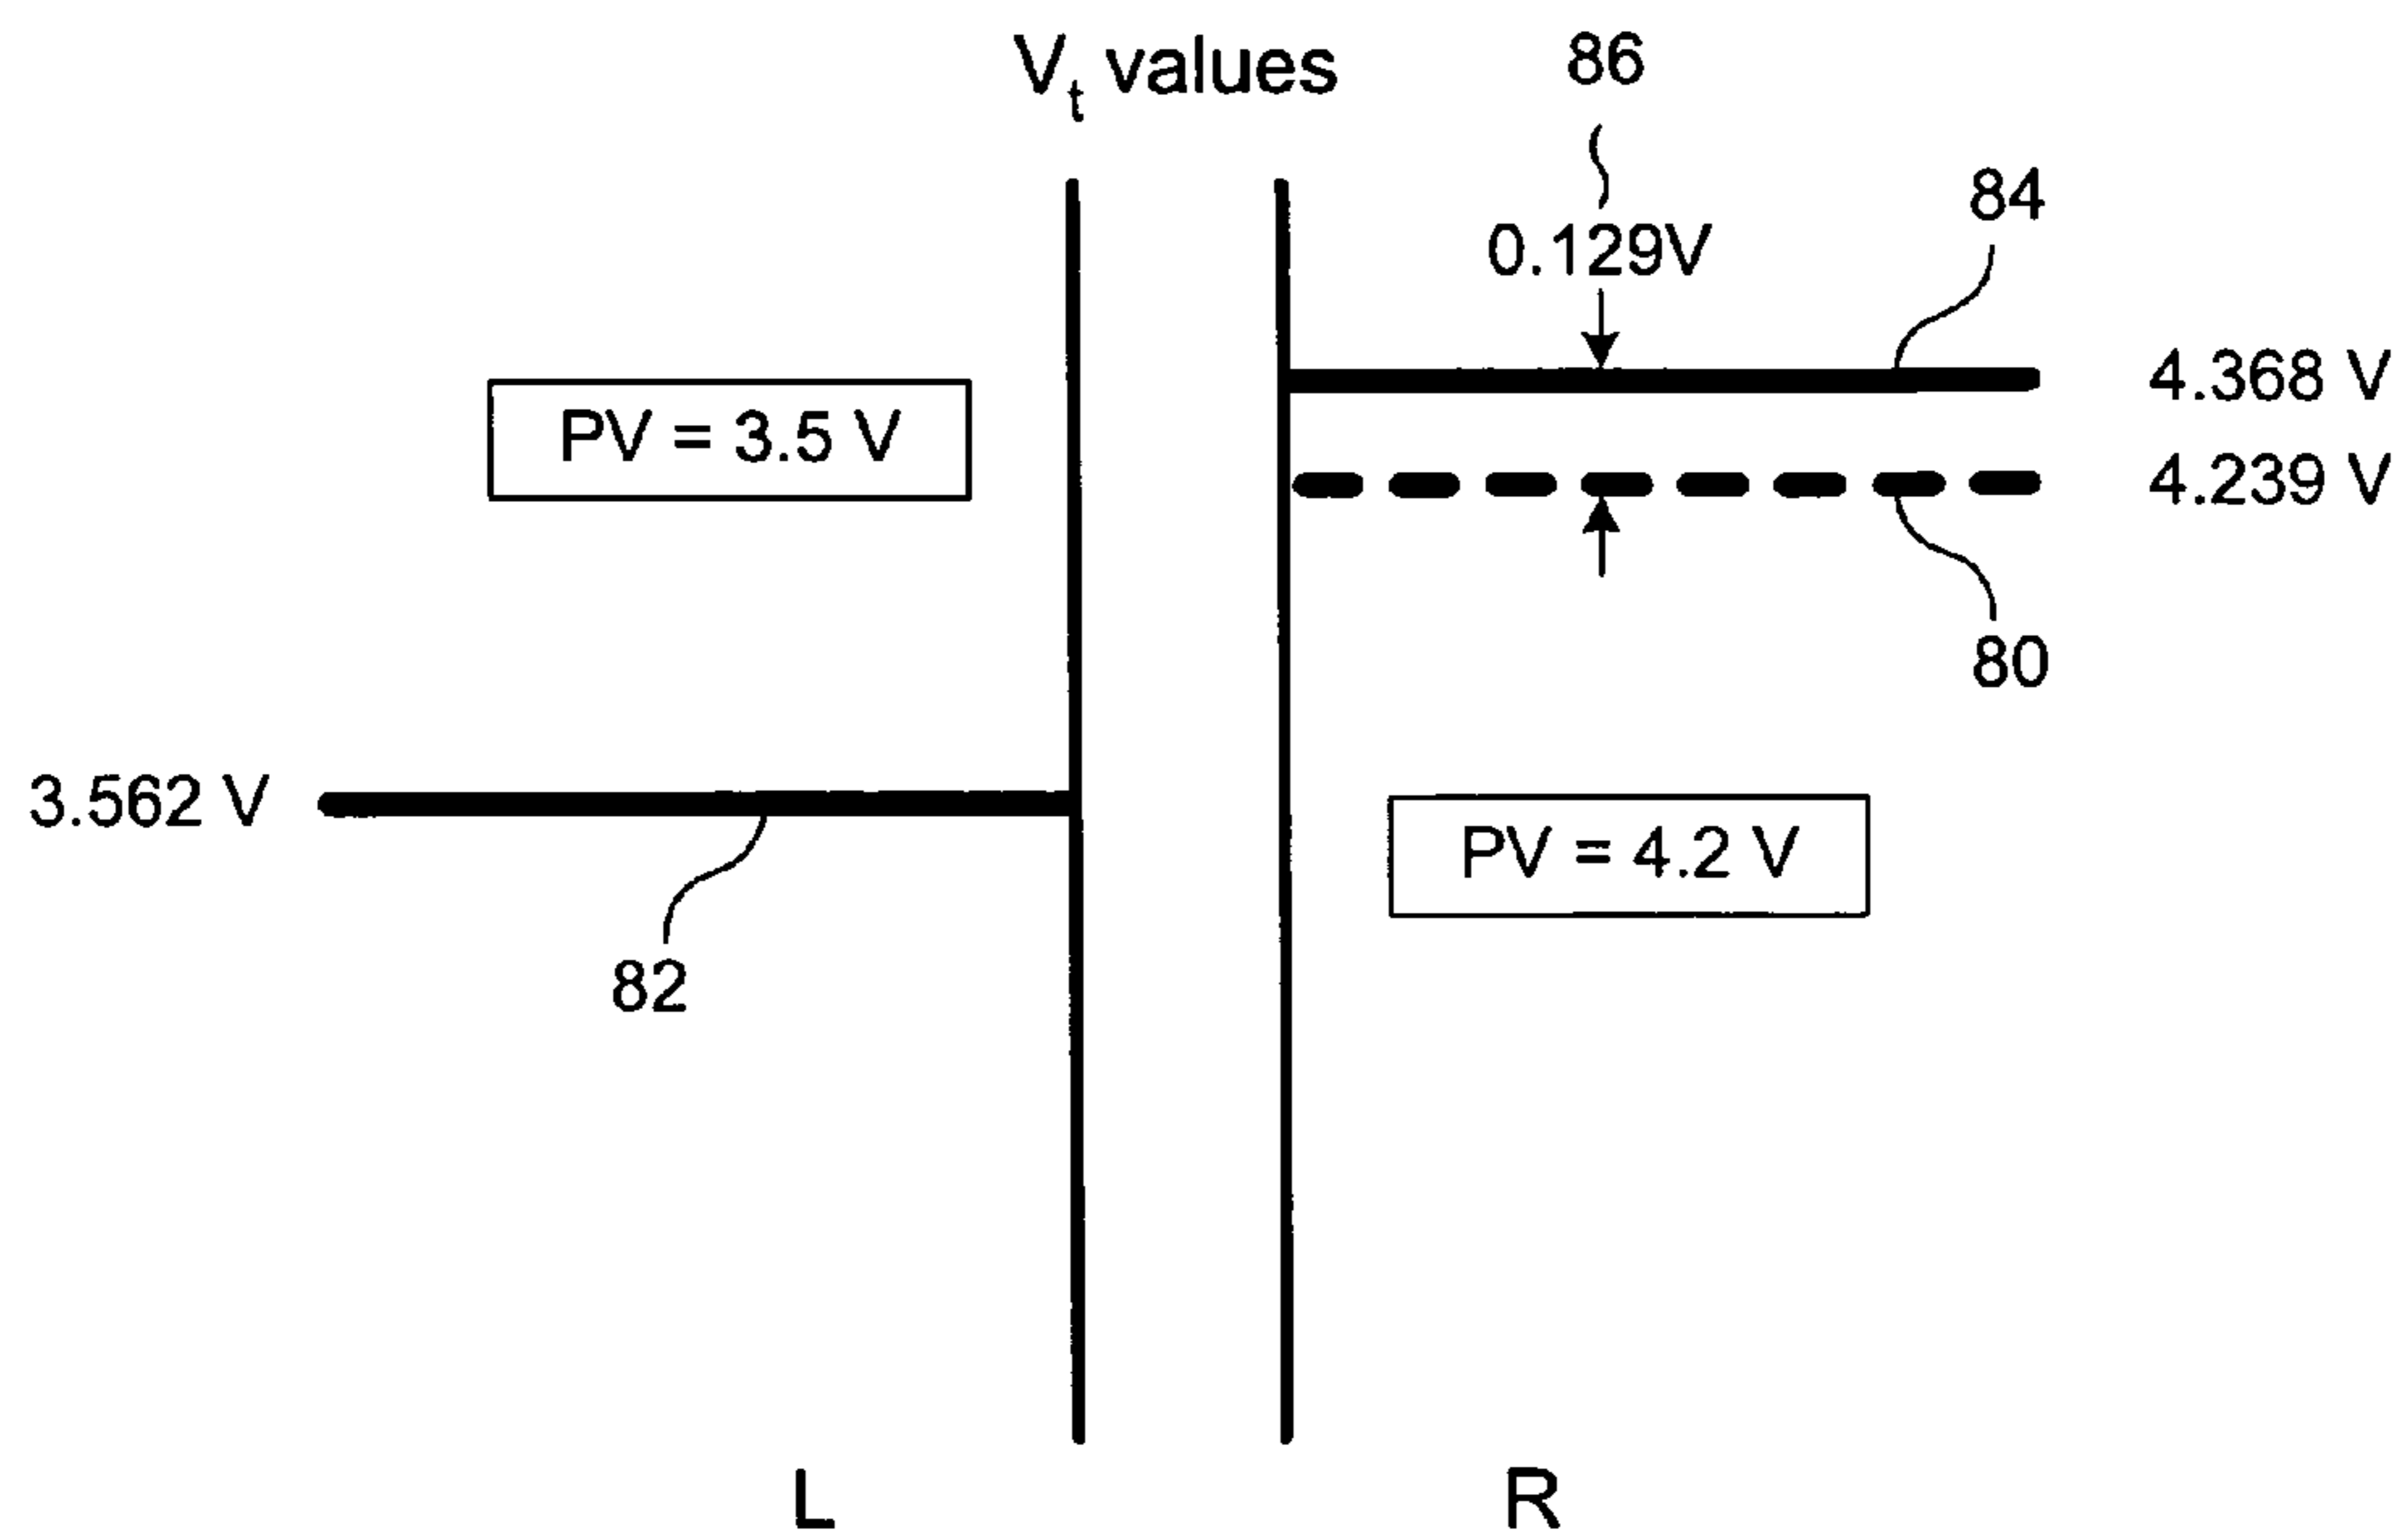 Vt values
86
84
0.129V
PV = 3.5 V
4.368 V
4.239 V
80
3.562 V
PV = 4.2 V
82
L
R